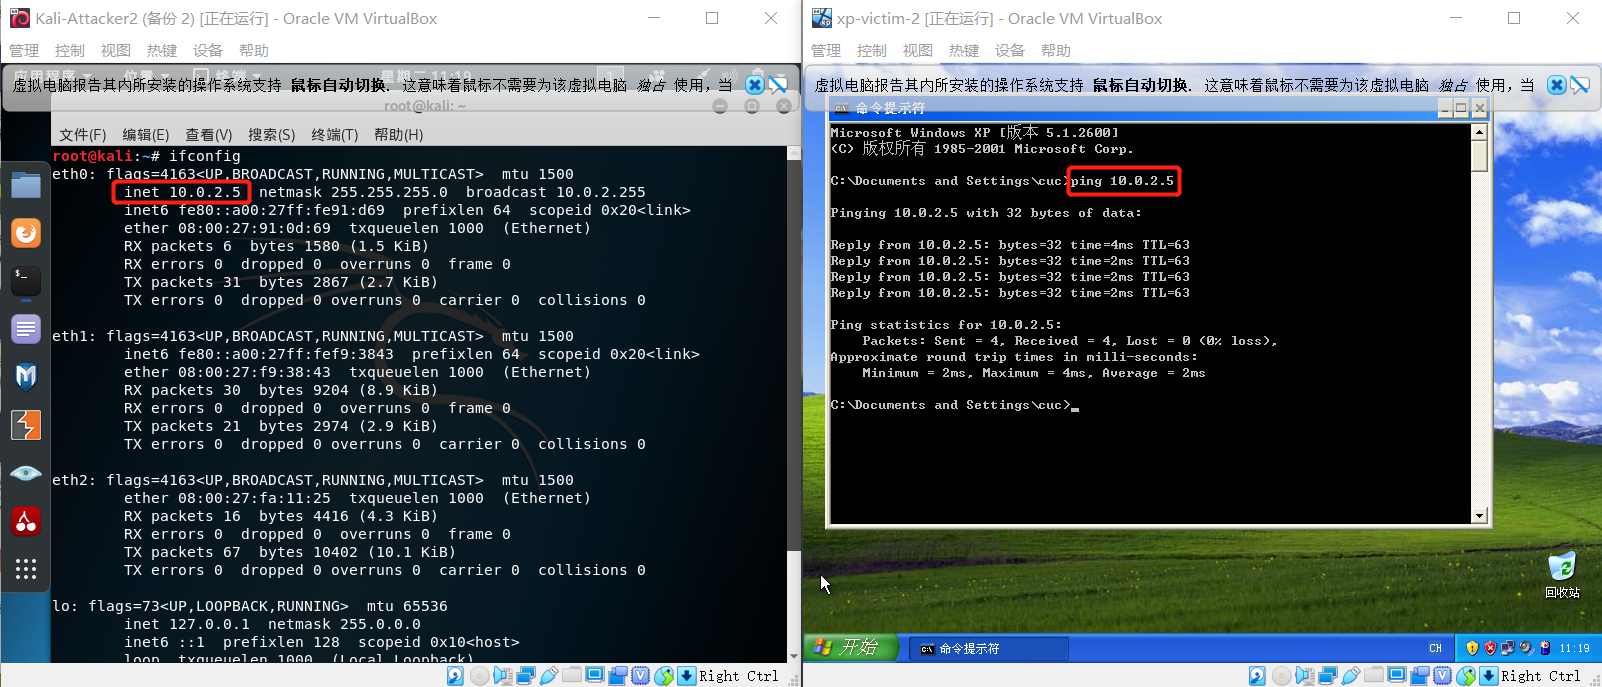 Kali-Attacker2 (备份 2) [正在运行] - Oracle VM VirtualBox
管理 控制 视图 热键 设备 帮助
虚拟电脑报告其内所安装的操作系统支持 鼠标自动切换. 这意味着鼠标不需要为该虚拟电脑 独占 使用，当
root@kali: ~
文件(F) 编辑(E) 查看(V) 搜索(S) 终端(T) 帮助(H)
root@kali:~# ifconfig
eth0: flags=4163<UP,BROADCAST,RUNNING,MULTICAST> mtu 1500
inet 10.0.2.5 netmask 255.255.255.0 broadcast 10.0.2.255
inet6 fe80::a00:27ff:fe91:d69 prefixlen 64 scopeid 0x20<link>
ether 08:00:27:91:0d:69 txqueuelen 1000 (Ethernet)
RX packets 6 bytes 1580 (1.5 KiB)
RX errors 0 dropped 0 overruns 0 frame 0
TX packets 31 bytes 2867 (2.7 KiB)
TX errors 0 dropped 0 overruns 0 carrier 0 collisions 0
eth1: flags=4163<UP,BROADCAST,RUNNING,MULTICAST> mtu 1500
inet6 fe80::a00:27ff:fef9:3843 prefixlen 64 scopeid 0x20<link>
ether 08:00:27:f9:38:43 txqueuelen 1000 (Ethernet)
RX packets 30 bytes 9204 (8.9 KiB)
RX errors 0 dropped 0 overruns 0 frame 0
TX packets 21 bytes 2974 (2.9 KiB)
TX errors 0 dropped 0 overruns 0 carrier 0 collisions 0
eth2: flags=4163<UP,BROADCAST,RUNNING,MULTICAST> mtu 1500
ether 08:00:27:fa:11:25 txqueuelen 1000 (Ethernet)
RX packets 16 bytes 4416 (4.3 KiB)
RX errors 0 dropped 0 overruns 0 frame 0
TX packets 67 bytes 10402 (10.1 KiB)
TX errors 0 dropped 0 overruns 0 carrier 0 collisions 0
lo: flags=73<UP,LOOPBACK,RUNNING> mtu 65536
inet 127.0.0.1 netmask 255.0.0.0
inet6 ::1 prefixlen 128 scopeid 0x10<host>
loop txqueuelen 1000 (Local Loopback)
Right Ctrl
xp-victim-2 [正在运行] - Oracle VM VirtualBox
管理 控制 视图 热键 设备 帮助
虚拟电脑报告其内所安装的操作系统支持 鼠标自动切换. 这意味着鼠标不需要为该虚拟电脑 独占 使用，当
命令提示符
Microsoft Windows XP [版本 5.1.2600]
(C) 版权所有 1985-2001 Microsoft Corp.
C:\Documents and Settings\cuc>ping 10.0.2.5
Pinging 10.0.2.5 with 32 bytes of data:
Reply from 10.0.2.5: bytes=32 time=4ms TTL=63
Reply from 10.0.2.5: bytes=32 time=2ms TTL=63
Reply from 10.0.2.5: bytes=32 time=2ms TTL=63
Reply from 10.0.2.5: bytes=32 time=2ms TTL=63
Ping statistics for 10.0.2.5:
Packets: Sent = 4, Received = 4, Lost = 0 (0% loss),
Approximate round trip times in milli-seconds:
Minimum = 2ms, Maximum = 4ms, Average = 2ms
C:\Documents and Settings\cuc>
回收站
开始
命令提示符
CH
11:19
Right Ctrl